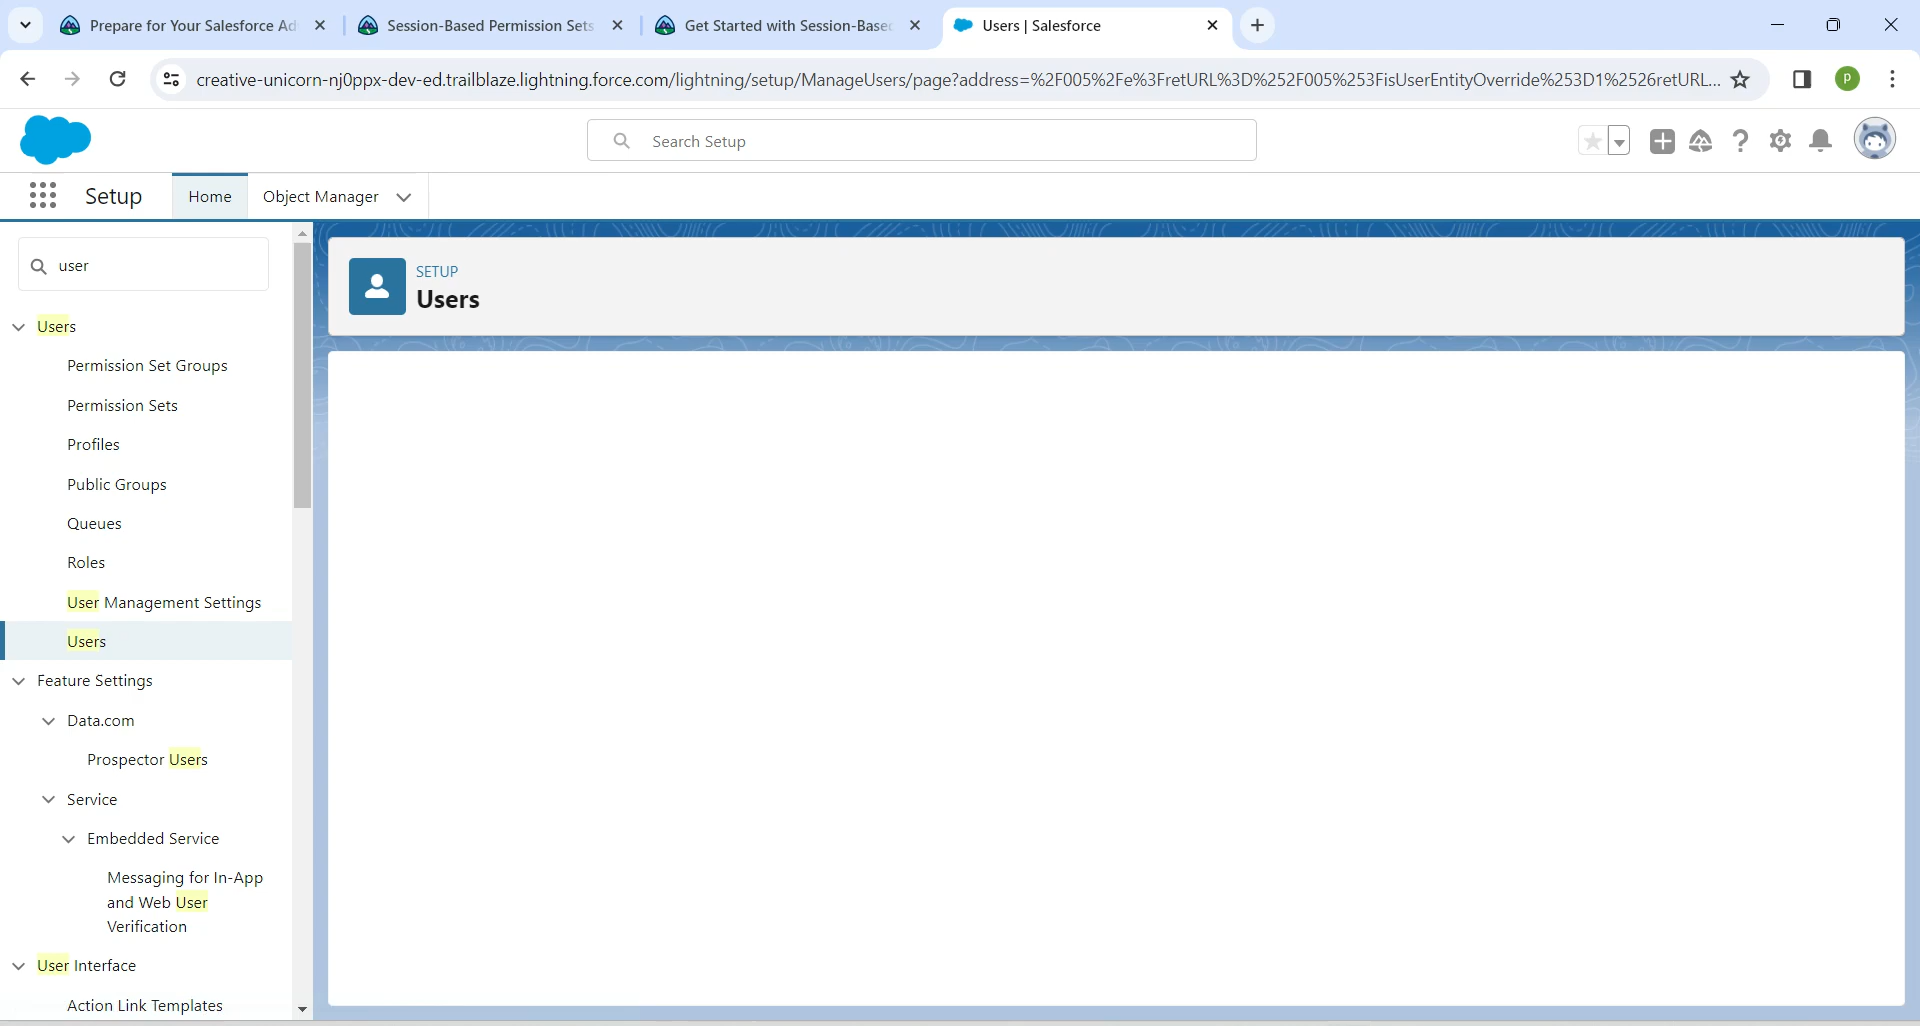 Prepare for Your Salesforce Ad
Session-Based Permission Sets
Get Started with Session-Based
Users | Salesforce
creative-unicorn-nj0ppx-dev-ed.trailblaze.lightning.force.com/lightning/setup/ManageUsers/page?address=%2F005%2Fe%3FretURL%3D%252F005%253FisUserEntityOverride%253D1%2526retURL...
P
Search Setup
Setup
Home
Object Manager
user
SETUP
Users
Users
Permission Set Groups
Permission Sets
Profiles
Public Groups
Queues
Roles
User Management Settings
Users
Feature Settings
Data.com
Prospector Users
Service
Embedded Service
Messaging for In-App
and Web User
Verification
User Interface
Action Link Templates